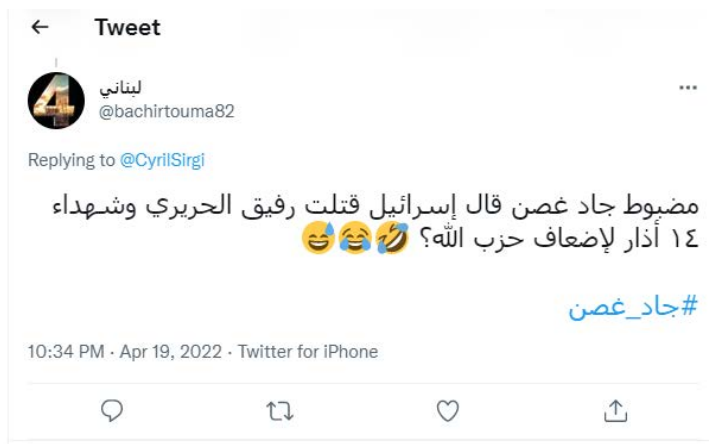 Tweet
لبناني
@bachirtouma82
Replying to @CyrilSirgi
مضبوط جاد غصن قال إسرائيل قتلت رفيق الحريري وشهداء
١٤ أذار لإضعاف حزب الله؟ 🤣😂😅
#جاد_غصن
10:34 PM · Apr 19, 2022 · Twitter for iPhone